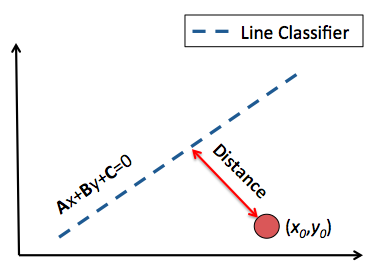 Line Classifier
Ax+By+C=0
Distance
(x₀,y₀)